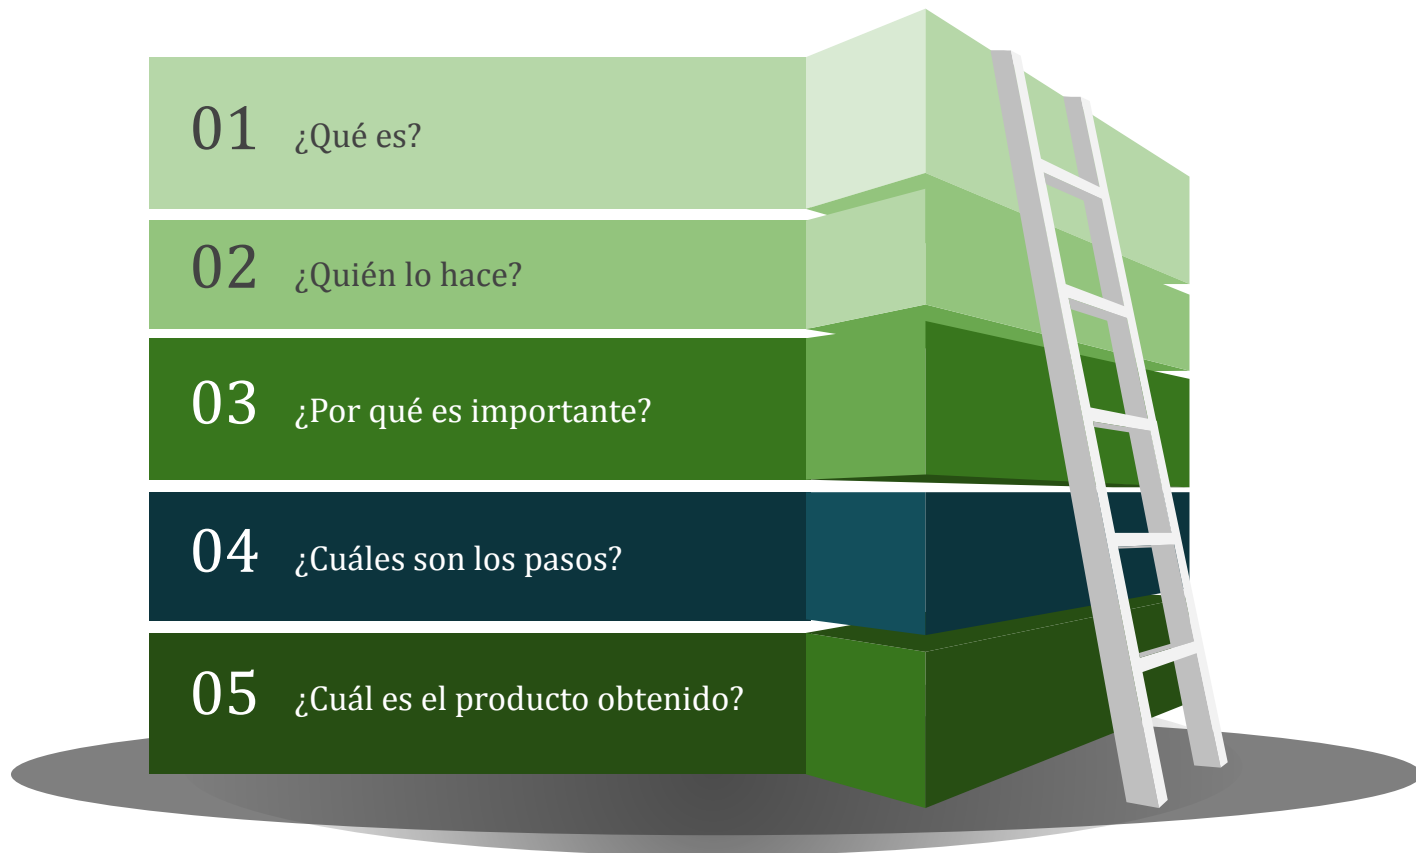 01 ¿Qué es?
02 ¿Quién lo hace?
03 ¿Por qué es importante?
04 ¿Cuáles son los pasos?
05 ¿Cuál es el producto obtenido?